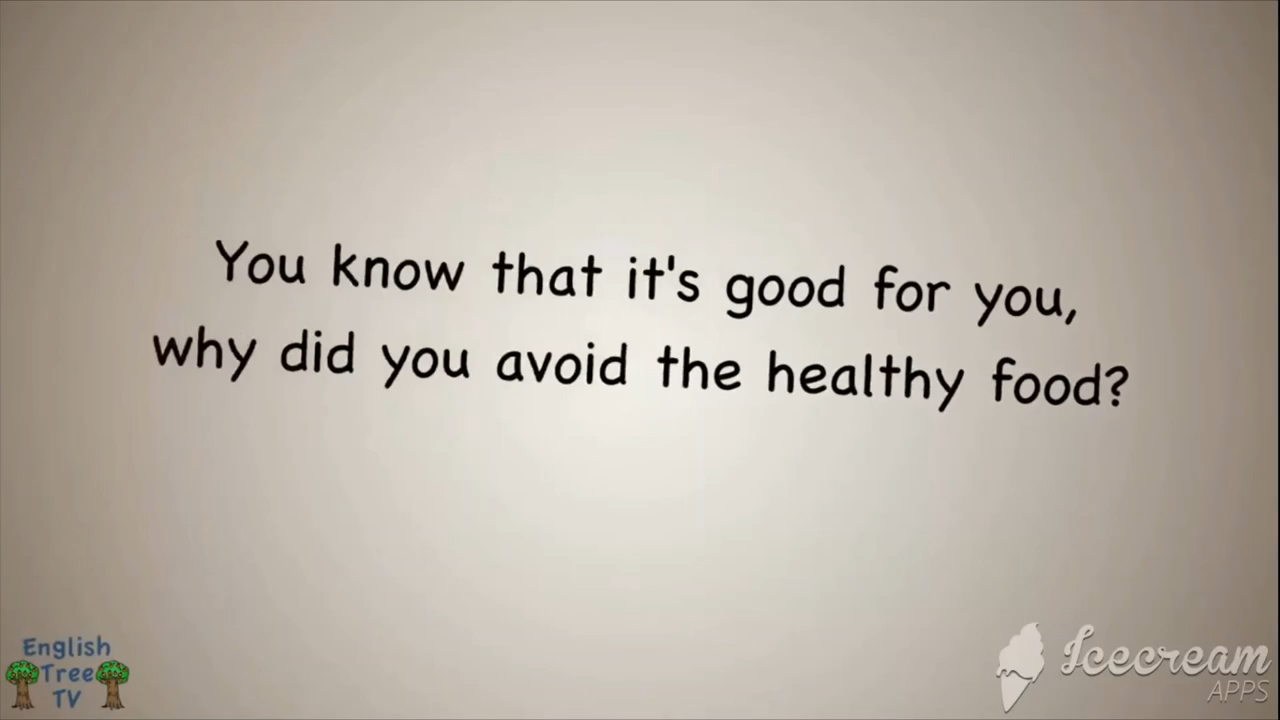 You know that it's good for you,
why did you avoid the healthy food?
English
Tree
TV
Icecream
APPS